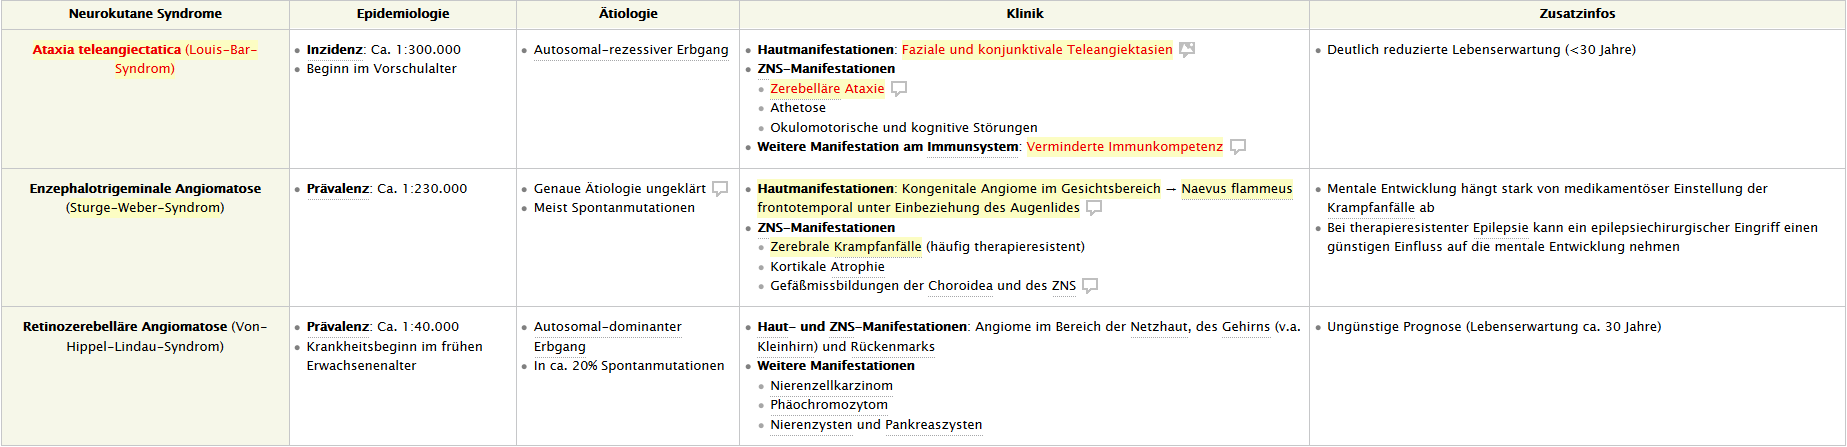 Neurokutane Syndrome
Epidemiologie
Ätiologie
Klinik
Zusatzinfos
Ataxia teleangiectatica (Louis-Bar-
Syndrom)
Inzidenz: Ca. 1:300.000
Beginn im Vorschulalter
Autosomal-rezessiver Erbgang
Hautmanifestationen: Faziale und konjunktivale Teleangiektasien
ZNS-Manifestationen
Zerebelläre Ataxie
Athetose
Okulomotorische und kognitive Störungen
Weitere Manifestation am Immunsystem: Verminderte Immunkompetenz
Deutlich reduzierte Lebenserwartung (<30 Jahre)
Enzephalotrigeminale Angiomatose
(Sturge-Weber-Syndrom)
Prävalenz: Ca. 1:230.000
Genaue Ätiologie ungeklärt
Meist Spontanmutationen
Hautmanifestationen: Kongenitale Angiome im Gesichtsbereich → Naevus flammeus
frontotemporal unter Einbeziehung des Augenlides
ZNS-Manifestationen
Zerebrale Krampfanfälle (häufig therapieresistent)
Kortikale Atrophie
Gefäßmissbildungen der Choroidea und des ZNS
Mentale Entwicklung hängt stark von medikamentöser Einstellung der
Krampfanfälle ab
Bei therapieresistenter Epilepsie kann ein epilepsiechirurgischer Eingriff einen
günstigen Einfluss auf die mentale Entwicklung nehmen
Retinozerebelläre Angiomatose (Von-
Hippel-Lindau-Syndrom)
Prävalenz: Ca. 1:40.000
Krankheitsbeginn im frühen
Erwachsenenalter
Autosomal-dominanter
Erbgang
In ca. 20% Spontanmutationen
Haut- und ZNS-Manifestationen: Angiome im Bereich der Netzhaut, des Gehirns (v.a.
Kleinhirn) und Rückenmarks
Weitere Manifestationen
Nierenzellkarzinom
Phäochromozytom
Nierenzysten und Pankreaszysten
Ungünstige Prognose (Lebenserwartung ca. 30 Jahre)